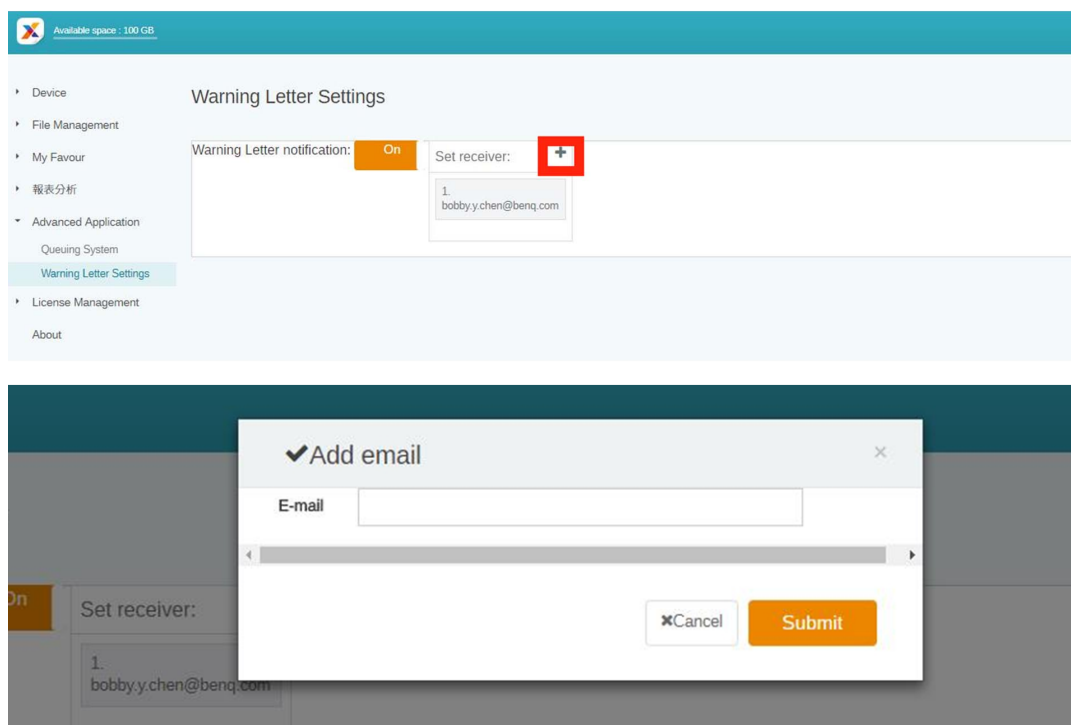 Available space : 100 GB
Device
File Management
My Favour
報表分析
Advanced Application
Queuing System
Warning Letter Settings
License Management
About
Warning Letter Settings
Warning Letter notification: On
Set receiver: +
1.
bobby.y.chen@benq.com
Add email ×
E-mail
Cancel
Submit
On
Set receiver:
1.
bobby.y.chen@benq.com